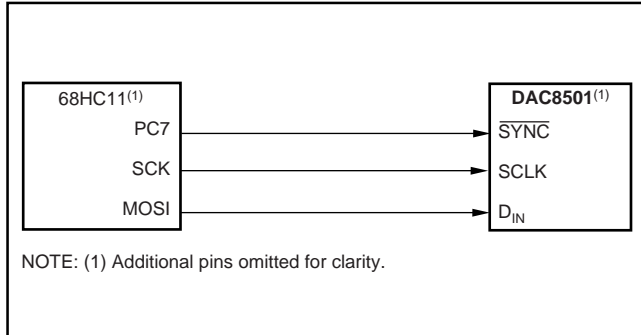 68HC11(1)
DAC8501(1)
PC7
SYNC
SCK
SCLK
MOSI
DIN
NOTE: (1) Additional pins omitted for clarity.